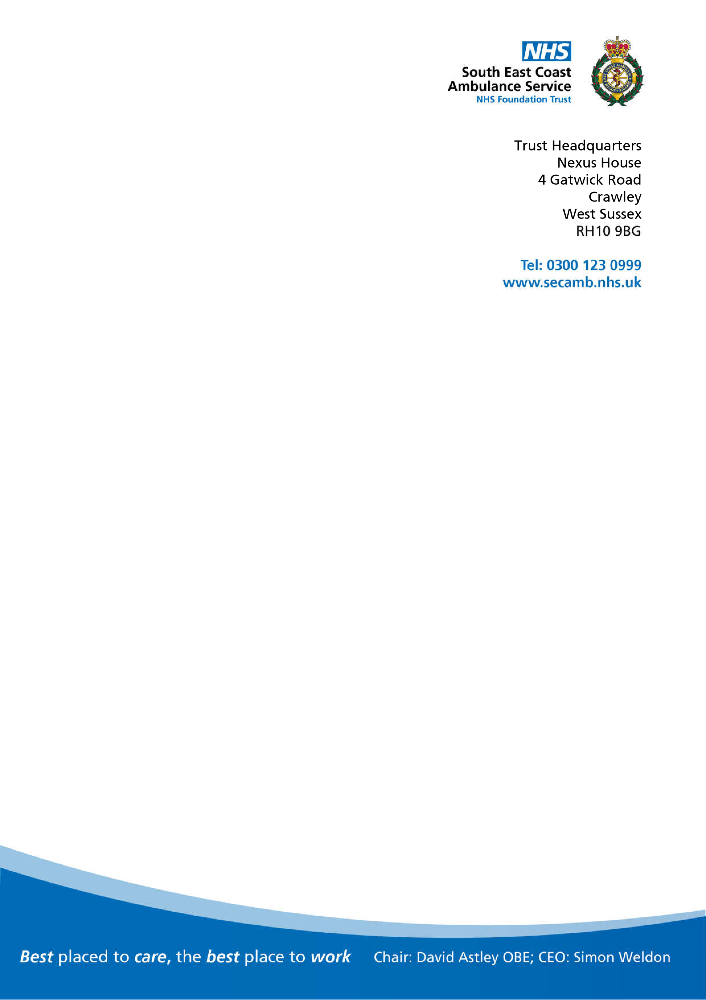 NHS
South East Coast
Ambulance Service
NHS Foundation Trust
SOUTH EAST COAST AMBULANCE SERVICE
Trust Headquarters
Nexus House
4 Gatwick Road
Crawley
West Sussex
RH10 9BG
Tel: 0300 123 0999
www.secamb.nhs.uk
Best placed to care, the best place to work
Chair: David Astley OBE; CEO: Simon Weldon